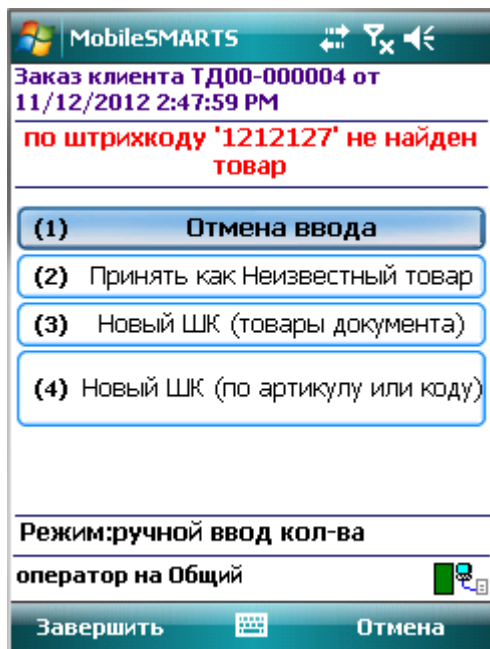 MobileSMARTS
Заказ клиента ТД00-000004 от
11/12/2012 2:47:59 PM
по штрихкоду '1212127' не найден
товар
(1) Отмена ввода
(2) Принять как Неизвестный товар
(3) Новый ШК (товары документа)
(4) Новый ШК (по артикулу или коду)
Режим:ручной ввод кол-ва
оператор на Общий
Завершить Отмена